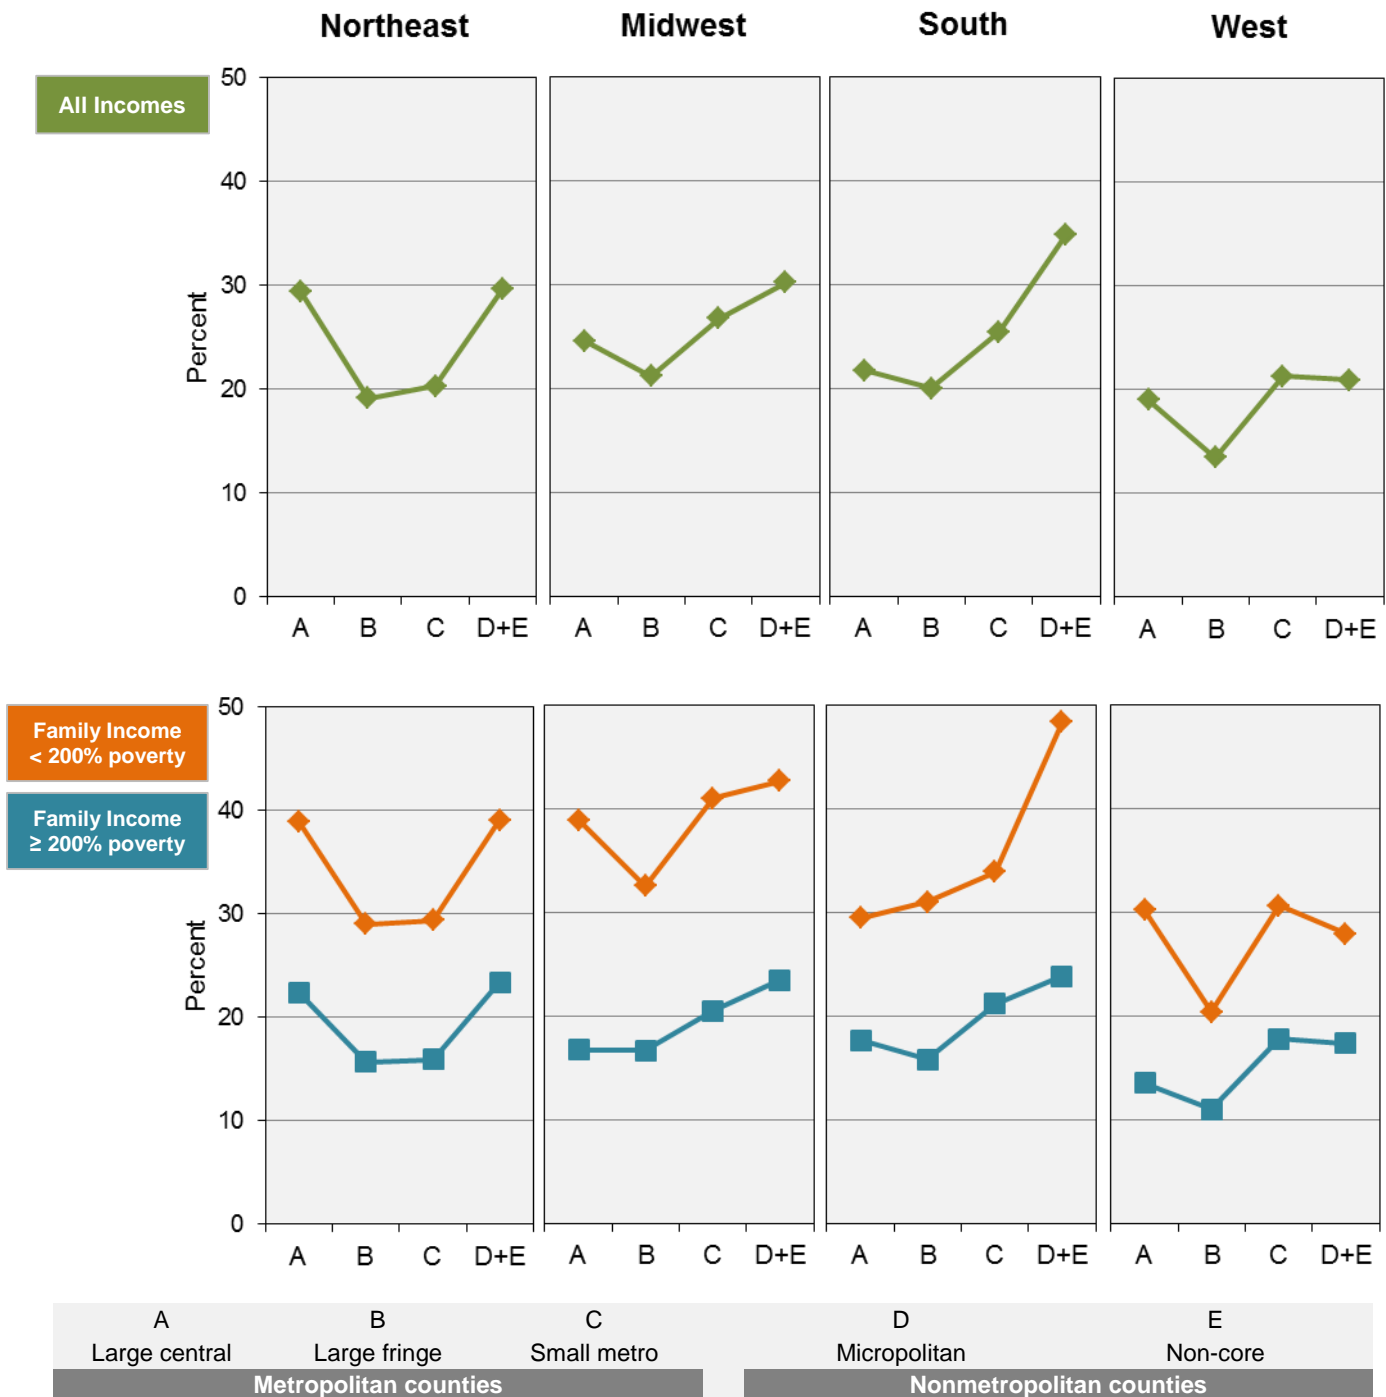 Northeast Midwest South West
All Incomes
50
40
30
20
10
0
Percent
A B C D+E A B C D+E A B C D+E A B C D+E
Family Income
< 200% poverty
Family Income
≥ 200% poverty
50
40
30
20
10
0
Percent
A B C D+E A B C D+E A B C D+E A B C D+E
A B C D E
Large central Large fringe Small metro Micropolitan Non-core
Metropolitan counties Nonmetropolitan counties